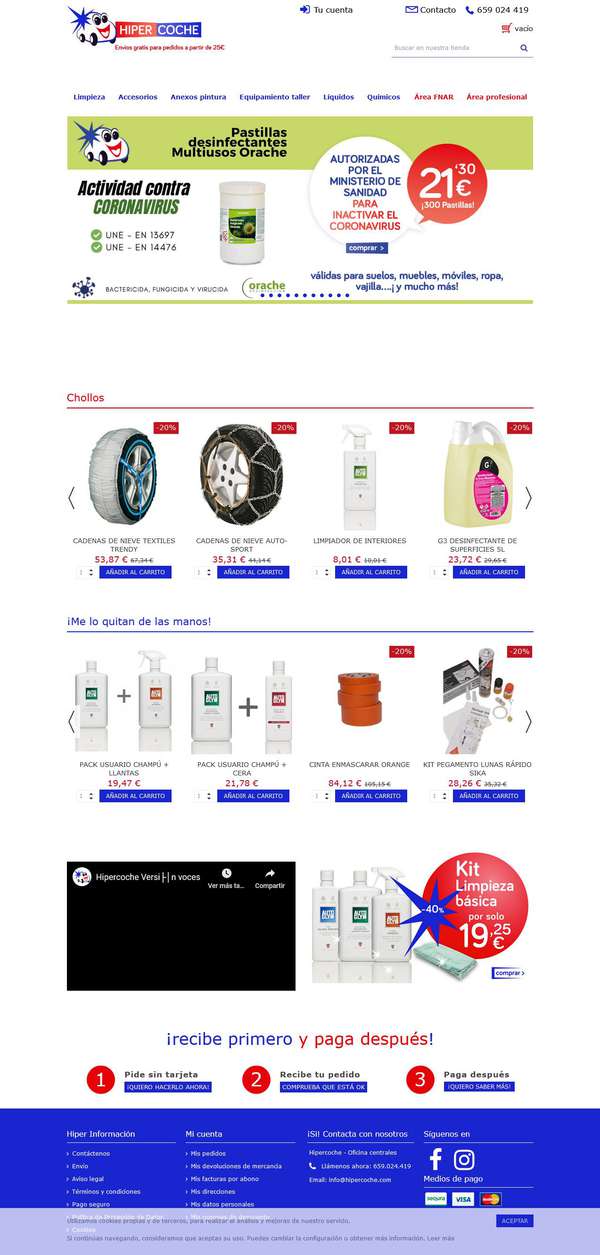 Tu cuenta
Contacto
659 024 419
HIPER COCHE
Envios gratis para pedidos a partir de 25€
vacío
Buscar en nuestra tienda
Limpieza
Accesorios
Anexos pintura
Equipamiento taller
Líquidos
Químicos
Área FNAR
Área profesional
Pastillas
desinfectantes
Multiusos Orache
Actividad contra
CORONAVIRUS
UNE - EN 13697
UNE - EN 14476
BACTERICIDA, FUNGICIDA Y VIRUCIDA
orache
AUTORIZADAS
POR EL
MINISTERIO DE
SANIDAD
PARA
INACTIVAR EL
CORONAVIRUS
comprar >
21'30
€
¡300 Pastillas!
válidas para suelos, muebles, móviles, ropa,
vajilla....¡ y mucho más!
Chollos
-20%
-20%
-20%
-20%
CADENAS DE NIEVE TEXTILES
TRENDY
53,87 € 67,34 €
1
AÑADIR AL CARRITO
CADENAS DE NIEVE AUTO-
SPORT
35,31 € 44,14 €
1
AÑADIR AL CARRITO
LIMPIADOR DE INTERIORES
8,01 € 10,01 €
1
AÑADIR AL CARRITO
G3 DESINFECTANTE DE
SUPERFICIES 5L
23,72 € 29,65 €
1
AÑADIR AL CARRITO
¡Me lo quitan de las manos!
-20%
-20%
PACK USUARIO CHAMPÚ +
LLANTAS
19,47 €
1
AÑADIR AL CARRITO
PACK USUARIO CHAMPÚ +
CERA
21,78 €
1
AÑADIR AL CARRITO
CINTA ENMASCARAR ORANGE
84,12 € 105,15 €
1
AÑADIR AL CARRITO
KIT PEGAMENTO LUNAS RÁPIDO
SIKA
28,26 € 35,32 €
1
AÑADIR AL CARRITO
Hipercoche Versi├│n voces
Ver más ta...
Compartir
AUTO GLYM
AUTO GLYM
AUTO GLYM
-40%
Kit
Limpieza
básica
por solo
19,25
€
comprar >
¡recibe primero y paga después!
1
Pide sin tarjeta
¡QUIERO HACERLO AHORA!
2
Recibe tu pedido
COMPRUEBA QUE ESTÁ OK
3
Paga después
¡QUIERO SABER MÁS!
Hiper Información
Contáctenos
Envío
Aviso legal
Términos y condiciones
Pago seguro
Política de Protección de Datos
Cookies
Mi cuenta
Mis pedidos
Mis devoluciones de mercancía
Mis facturas por abono
Mis direcciones
Mis datos personales
¡Sí! Contacta con nosotros
Hipercoche - Oficina centrales
Llámenos ahora: 659.024.419
Email: info@hipercoche.com
Síguenos en
Medios de pago
seQura
VISA
MasterCard
Utilizamos cookies propias y de terceros, para realizar el análisis y mejoras de nuestro servicio.
Si continúas navegando, consideramos que aceptas su uso. Puedes cambiar la configuración o obtener más información. Leer más
ACEPTAR